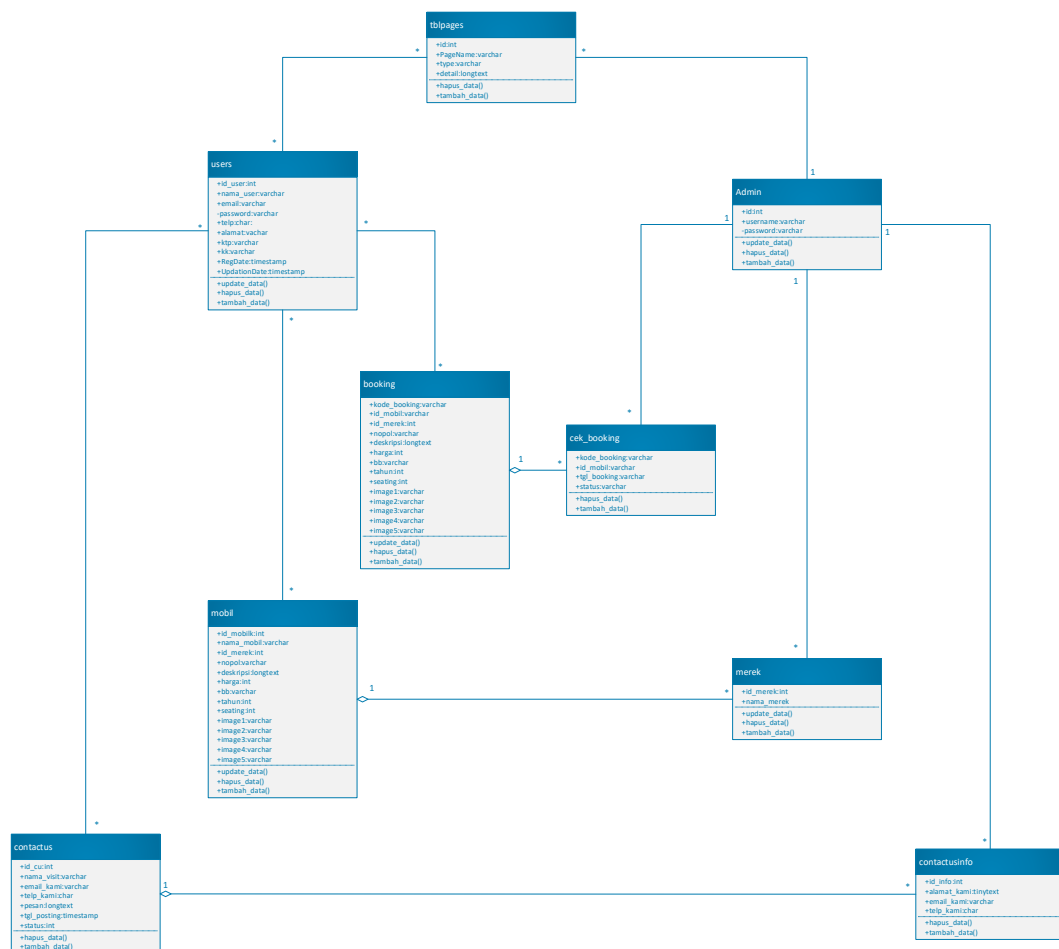 tblpages
+id:int
+PageName:varchar
+type:varchar
+detail:longtext
+hapus_data()
+tambah_data()
*
*
*
1
users
+id_user:int
+nama_user:varchar
+email:varchar
-password:varchar
+telp:char:
+alamat:vachar
+ktp:varchar
+kk:varchar
+RegDate:timestamp
+UpdationDate:timestamp
+update_data()
+hapus_data()
+tambah_data()
*
*
*
Admin
+id:int
+username:varchar
-password:varchar
+update_data()
+hapus_data()
+tambah_data()
1
1
1
*
booking
+kode_booking:varchar
+id_mobil:varchar
+id_merek:int
+nopol:varchar
+deskripsi:longtext
+harga:int
+bb:varchar
+tahun:int
+seating:int
+image1:varchar
+image2:varchar
+image3:varchar
+image4:varchar
+image5:varchar
+update_data()
+hapus_data()
+tambah_data()
1
*
*
cek_booking
+kode_booking:varchar
+id_mobil:varchar
+tgl_booking:varchar
+status:varchar
+hapus_data()
+tambah_data()
*
mobil
+id_mobilk:int
+nama_mobil:varchar
+id_merek:int
+nopol:varchar
+deskripsi:longtext
+harga:int
+bb:varchar
+tahun:int
+seating:int
+image1:varchar
+image2:varchar
+image3:varchar
+image4:varchar
+image5:varchar
+update_data()
+hapus_data()
+tambah_data()
1
*
*
merek
+id_merek:int
+nama_merek
+update_data()
+hapus_data()
+tambah_data()
*
contactus
+id_cu:int
+nama_visit:varchar
+email_kami:varchar
+telp_kami:char
+pesan:longtext
+tgl_posting:timestamp
+status:int
+hapus_data()
+tambah_data()
1
*
*
contactusinfo
+id_info:int
+alamat_kami:tinytext
+email_kami:varchar
+telp_kami:char
+hapus_data()
+tambah_data()